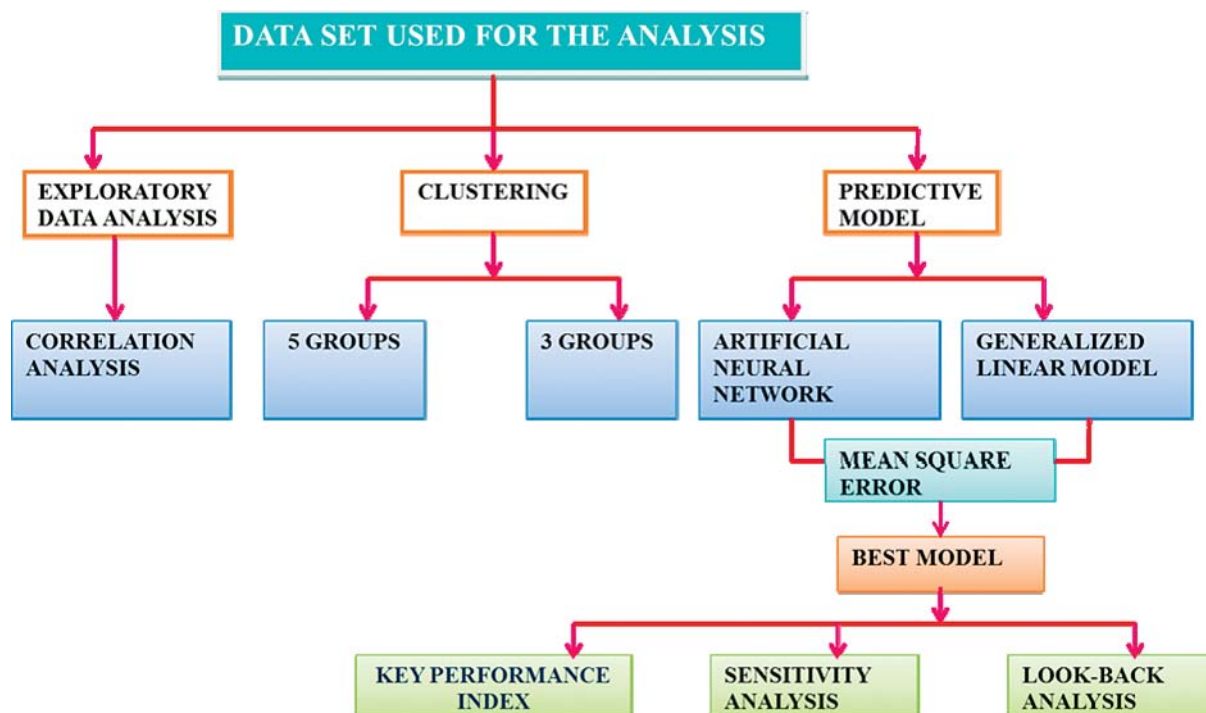 DATA SET USED FOR THE ANALYSIS
EXPLORATORY
DATA ANALYSIS
CLUSTERING
PREDICTIVE
MODEL
CORRELATION
ANALYSIS
5 GROUPS
3 GROUPS
ARTIFICIAL
NEURAL
NETWORK
GENERALIZED
LINEAR MODEL
MEAN SQUARE
ERROR
BEST MODEL
KEY PERFORMANCE
INDEX
SENSITIVITY
ANALYSIS
LOOK-BACK
ANALYSIS